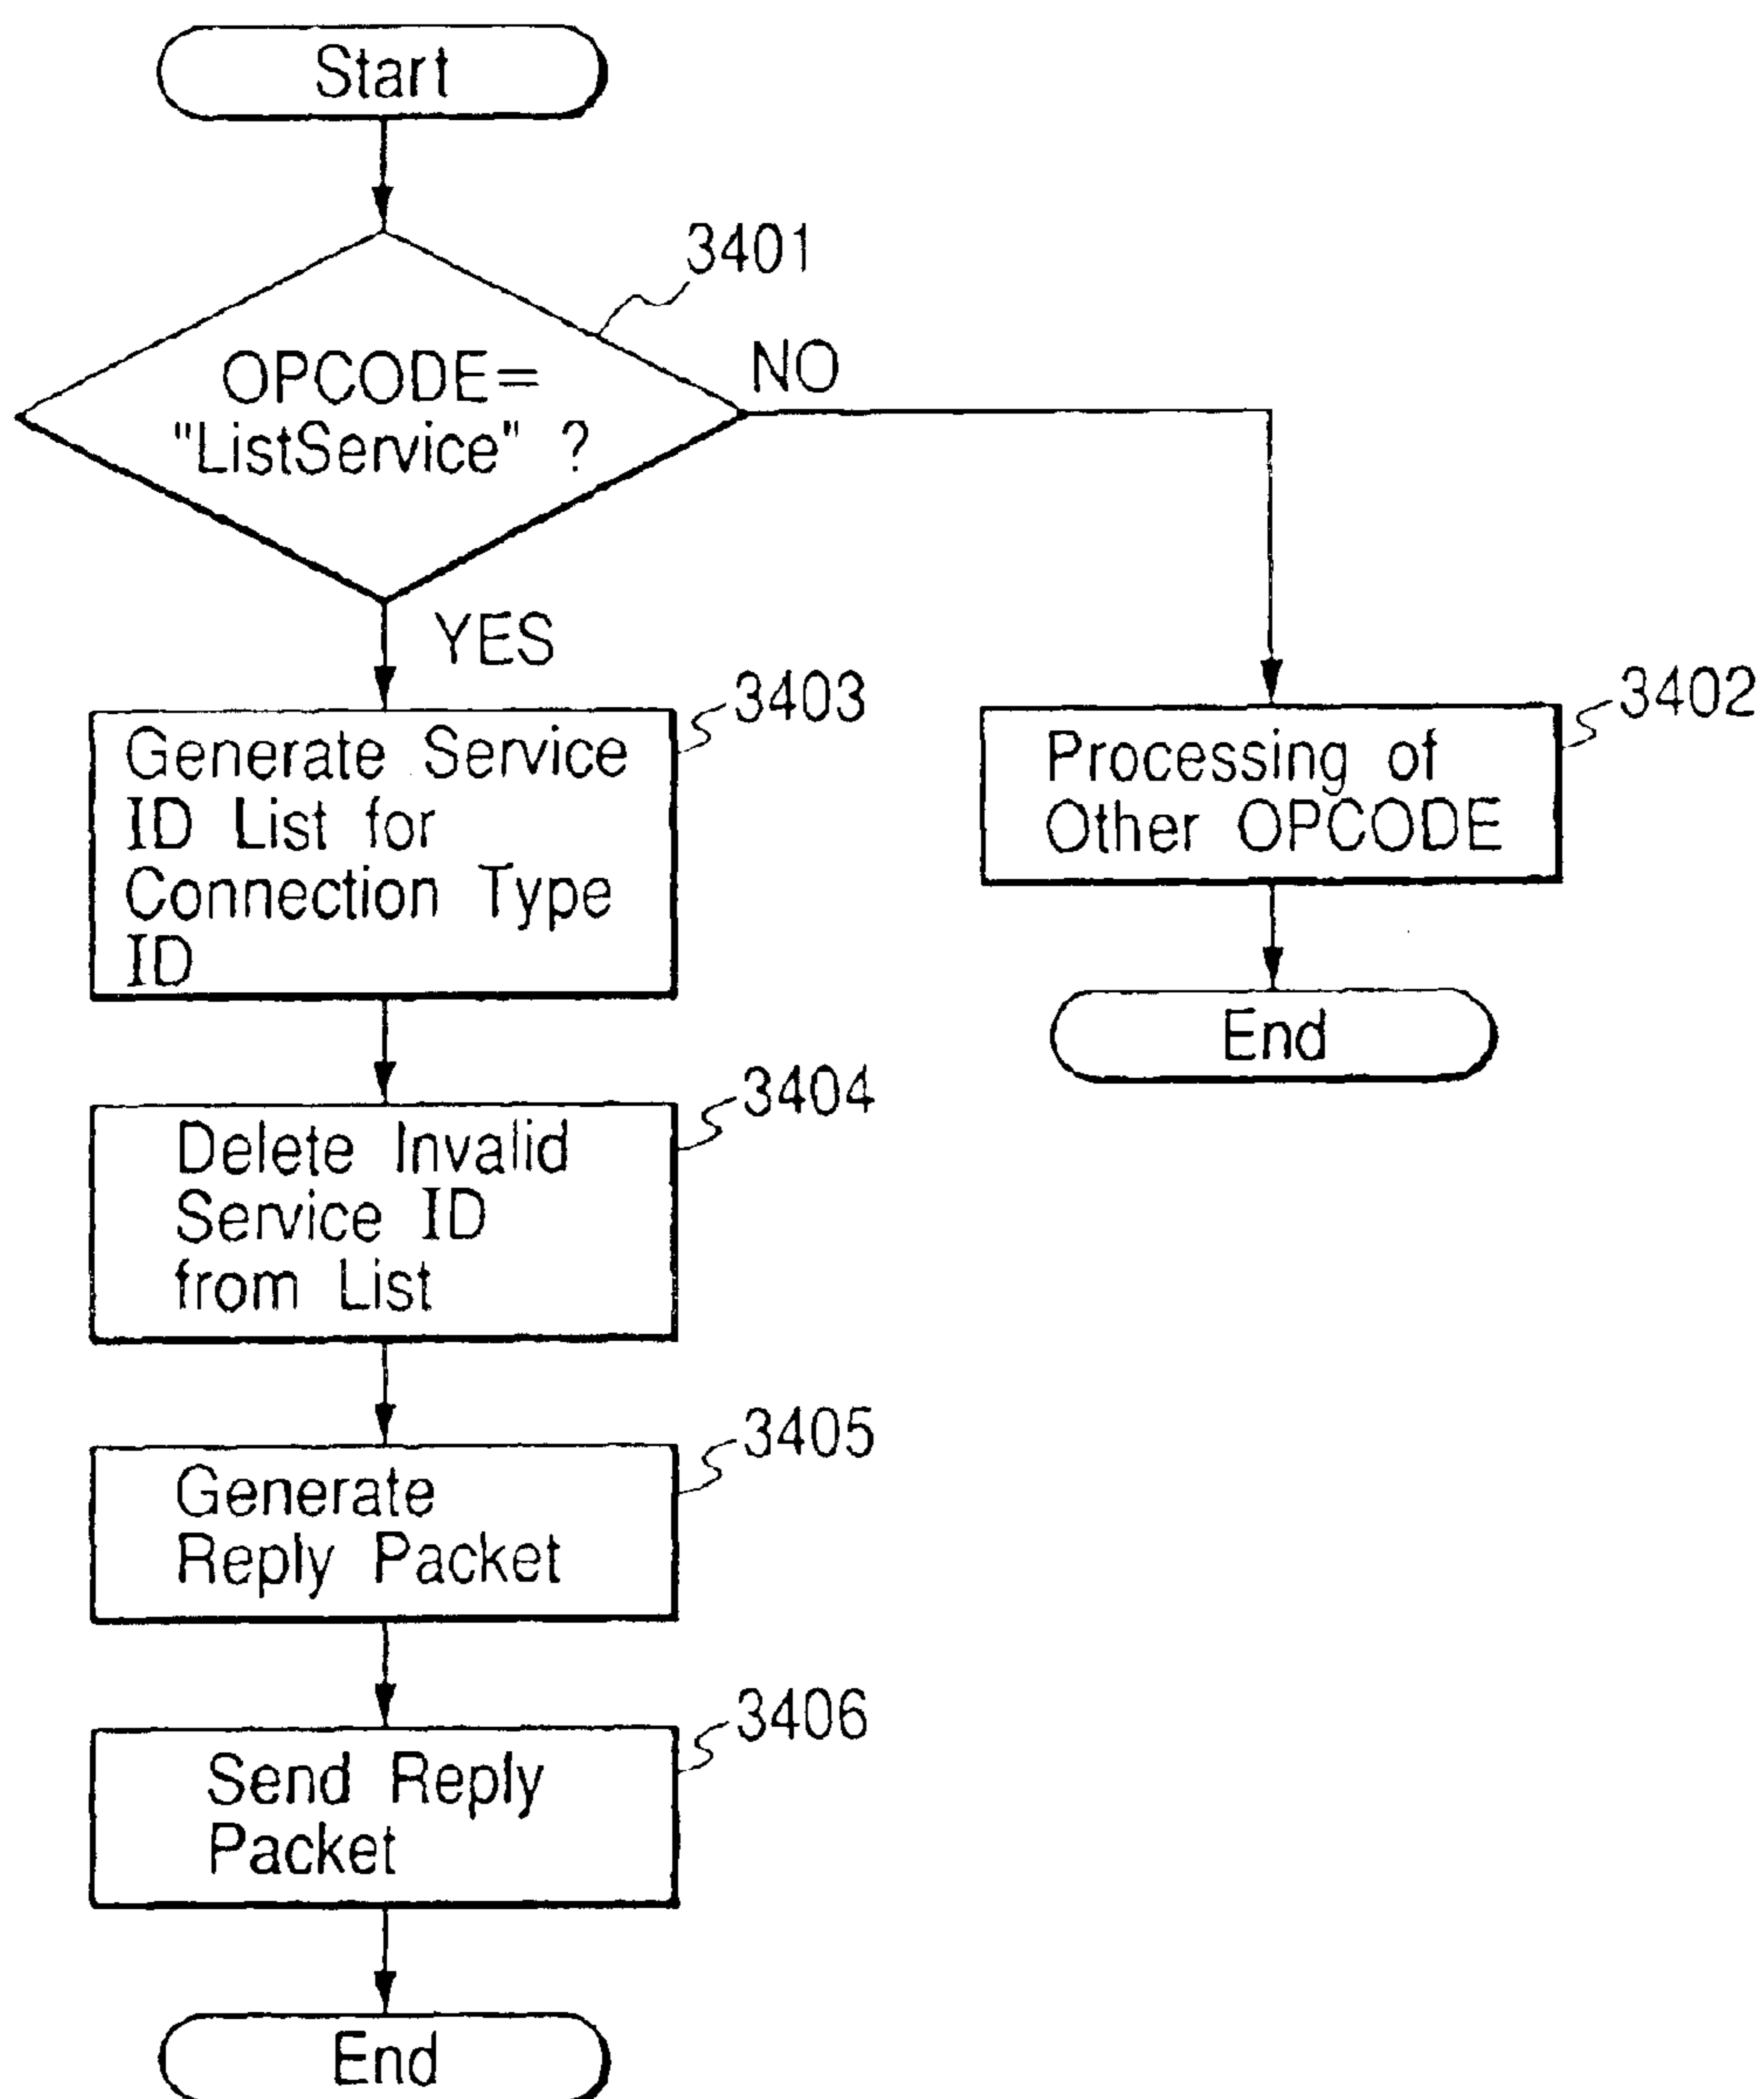 Start
3401
OPCODE=
"ListService" ?
NO
YES
3403
Generate Service
ID List for
Connection Type
ID
3402
Processing of
Other OPCODE
End
3404
Delete Invalid
Service ID
from List
3405
Generate
Reply Packet
3406
Send Reply
Packet
End